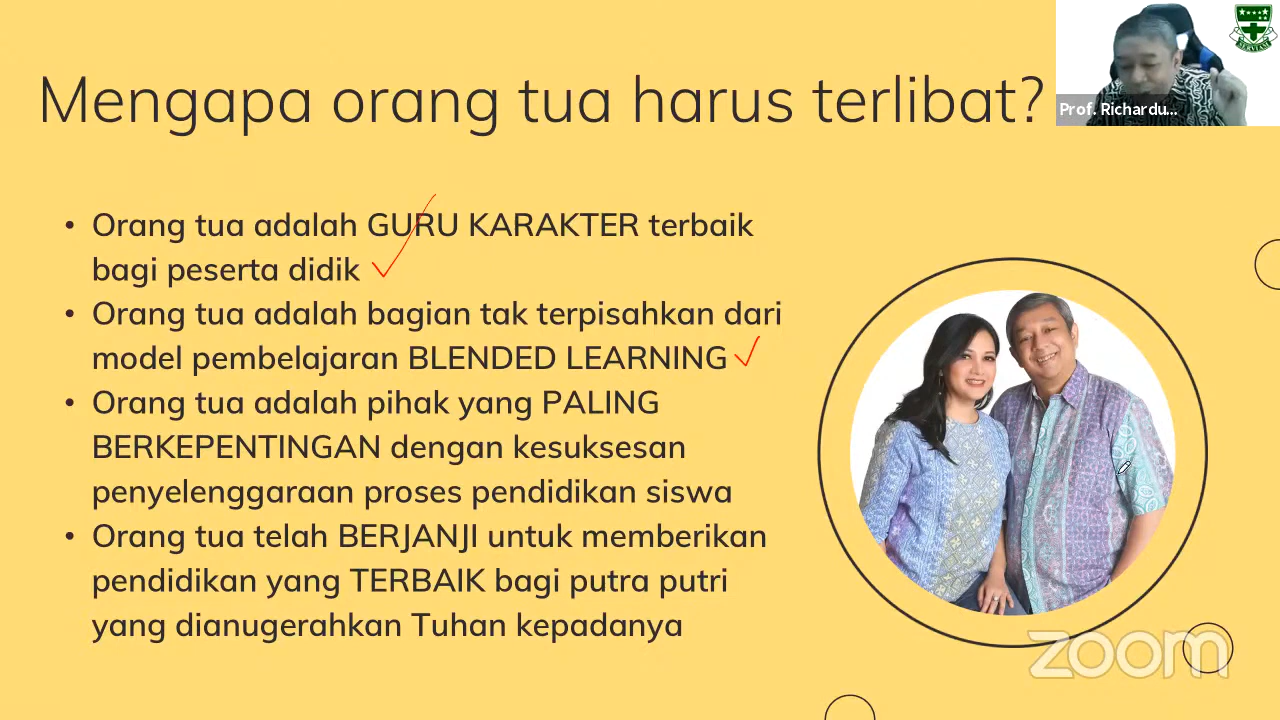 Mengapa orang tua harus terlibat?
Prof. Richardu...
SERVIAM
• Orang tua adalah GURU KARAKTER terbaik
bagi peserta didik
• Orang tua adalah bagian tak terpisahkan dari
model pembelajaran BLENDED LEARNING
• Orang tua adalah pihak yang PALING
BERKEPENTINGAN dengan kesuksesan
penyelenggaraan proses pendidikan siswa
• Orang tua telah BERJANJI untuk memberikan
pendidikan yang TERBAIK bagi putra putri
yang dianugerahkan Tuhan kepadanya
zoom